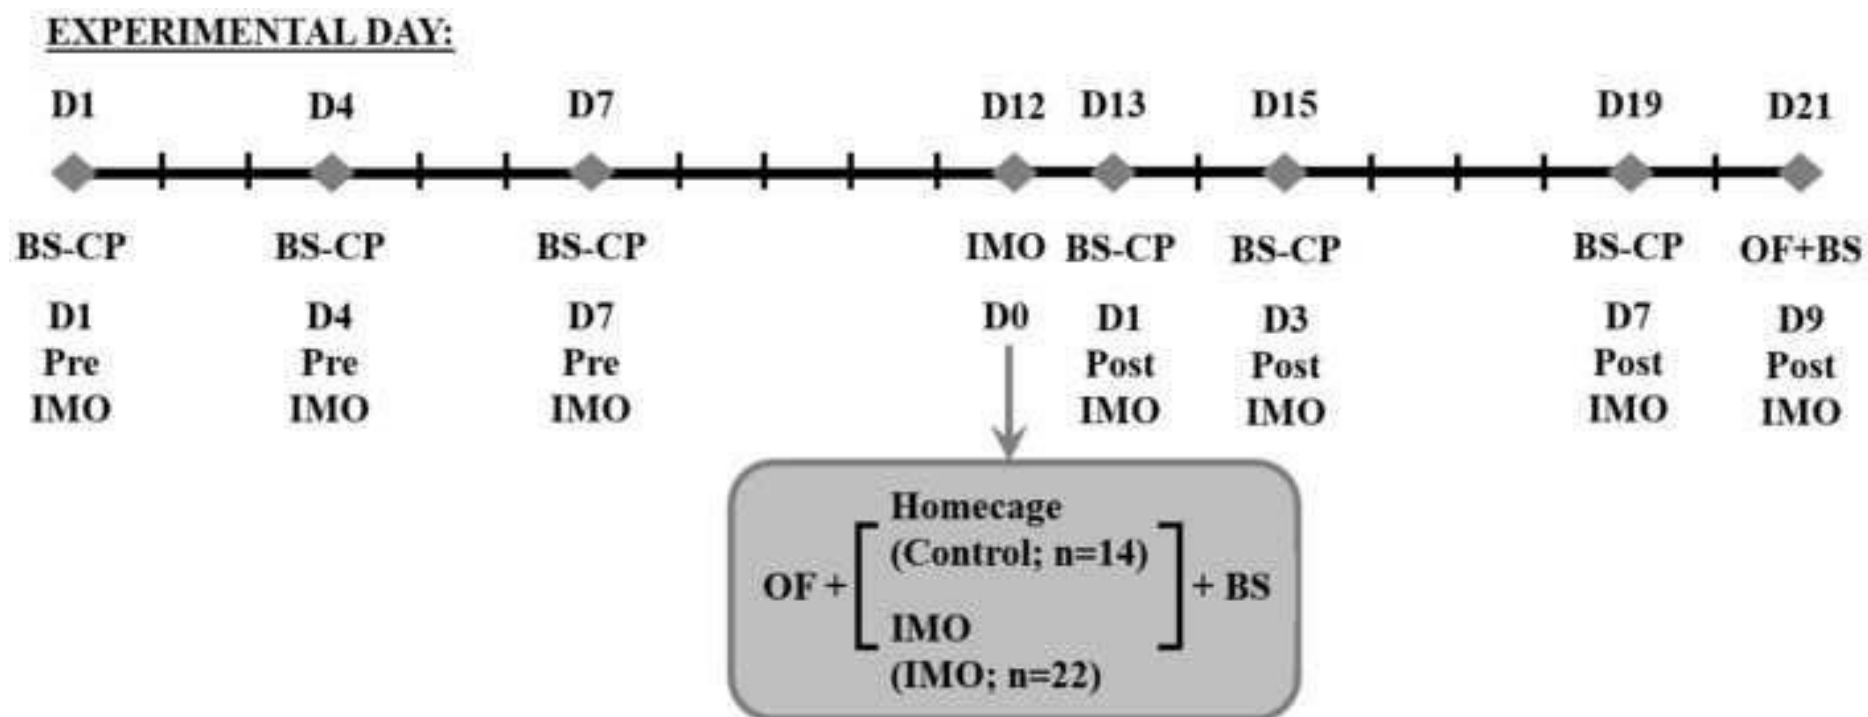 EXPERIMENTAL DAY:
D1 D4 D7 D12 D13 D15 D19 D21
BS-CP BS-CP BS-CP IMO BS-CP BS-CP BS-CP OF+BS
D1 D4 D7 D0 D1 D3 D7 D9
Pre Pre Pre Post Post Post Post
IMO IMO IMO IMO IMO IMO IMO
Homecage
(Control; n=14)
OF + + BS
IMO
(IMO; n=22)